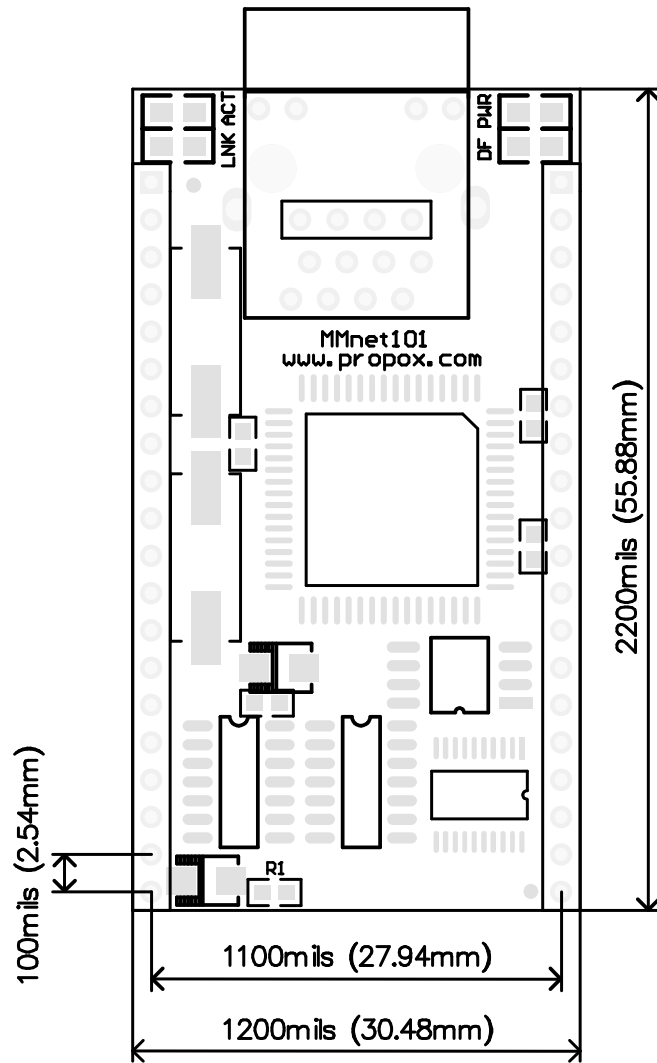 LNK ACT
DF PWR
MMnet101
www.propox.com
2200mils (55.88mm)
100mils (2.54mm)
R1
1100mils (27.94mm)
1200mils (30.48mm)